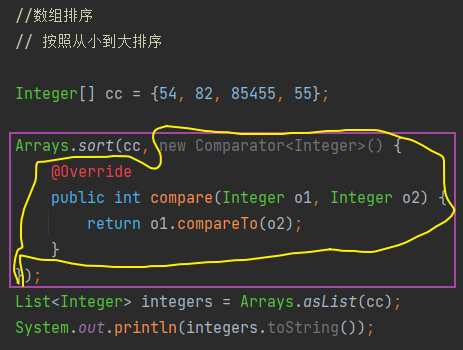 //数组排序
// 按照从小到大排序
Integer[] cc = {54, 82, 85455, 55};
Arrays.sort(cc, new Comparator<Integer>() {
@Override
public int compare(Integer o1, Integer o2) {
return o1.compareTo(o2);
}
});
List<Integer> integers = Arrays.asList(cc);
System.out.println(integers.toString());